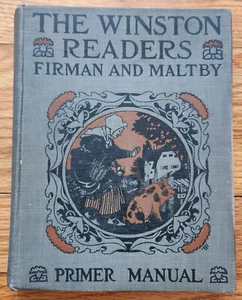 THE WINSTON
READERS
FIRMAN AND MALTBY
PRIMER MANUAL